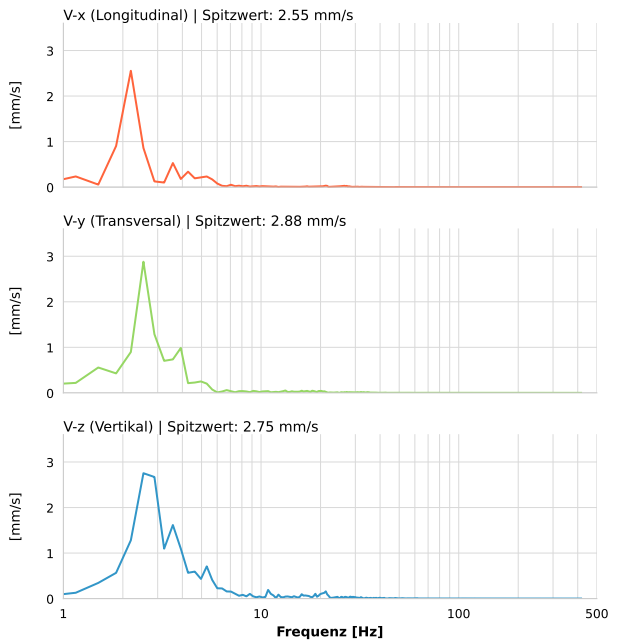 V-x (Longitudinal) | Spitzwert: 2.55 mm/s
3
2
1
0
[mm/s]
V-y (Transversal) | Spitzwert: 2.88 mm/s
3
2
1
0
[mm/s]
V-z (Vertikal) | Spitzwert: 2.75 mm/s
3
2
1
0
[mm/s]
1 10 100 500
Frequenz [Hz]